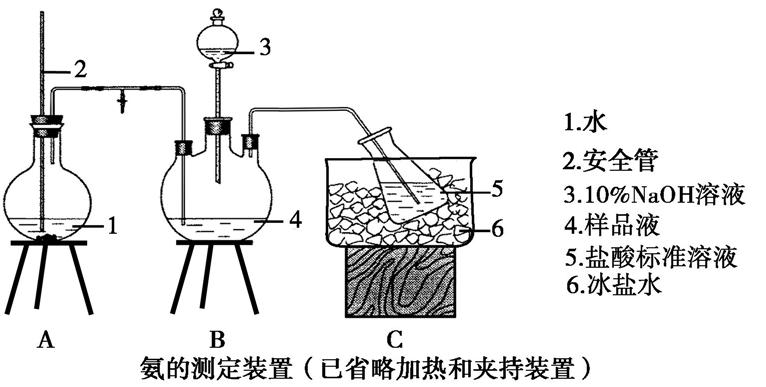 2
3
1
4
5
6
A
B
C
1.水
2.安全管
3.10%NaOH溶液
4.样品液
5.盐酸标准溶液
6.冰盐水
氨的测定装置（已省略加热和夹持装置）